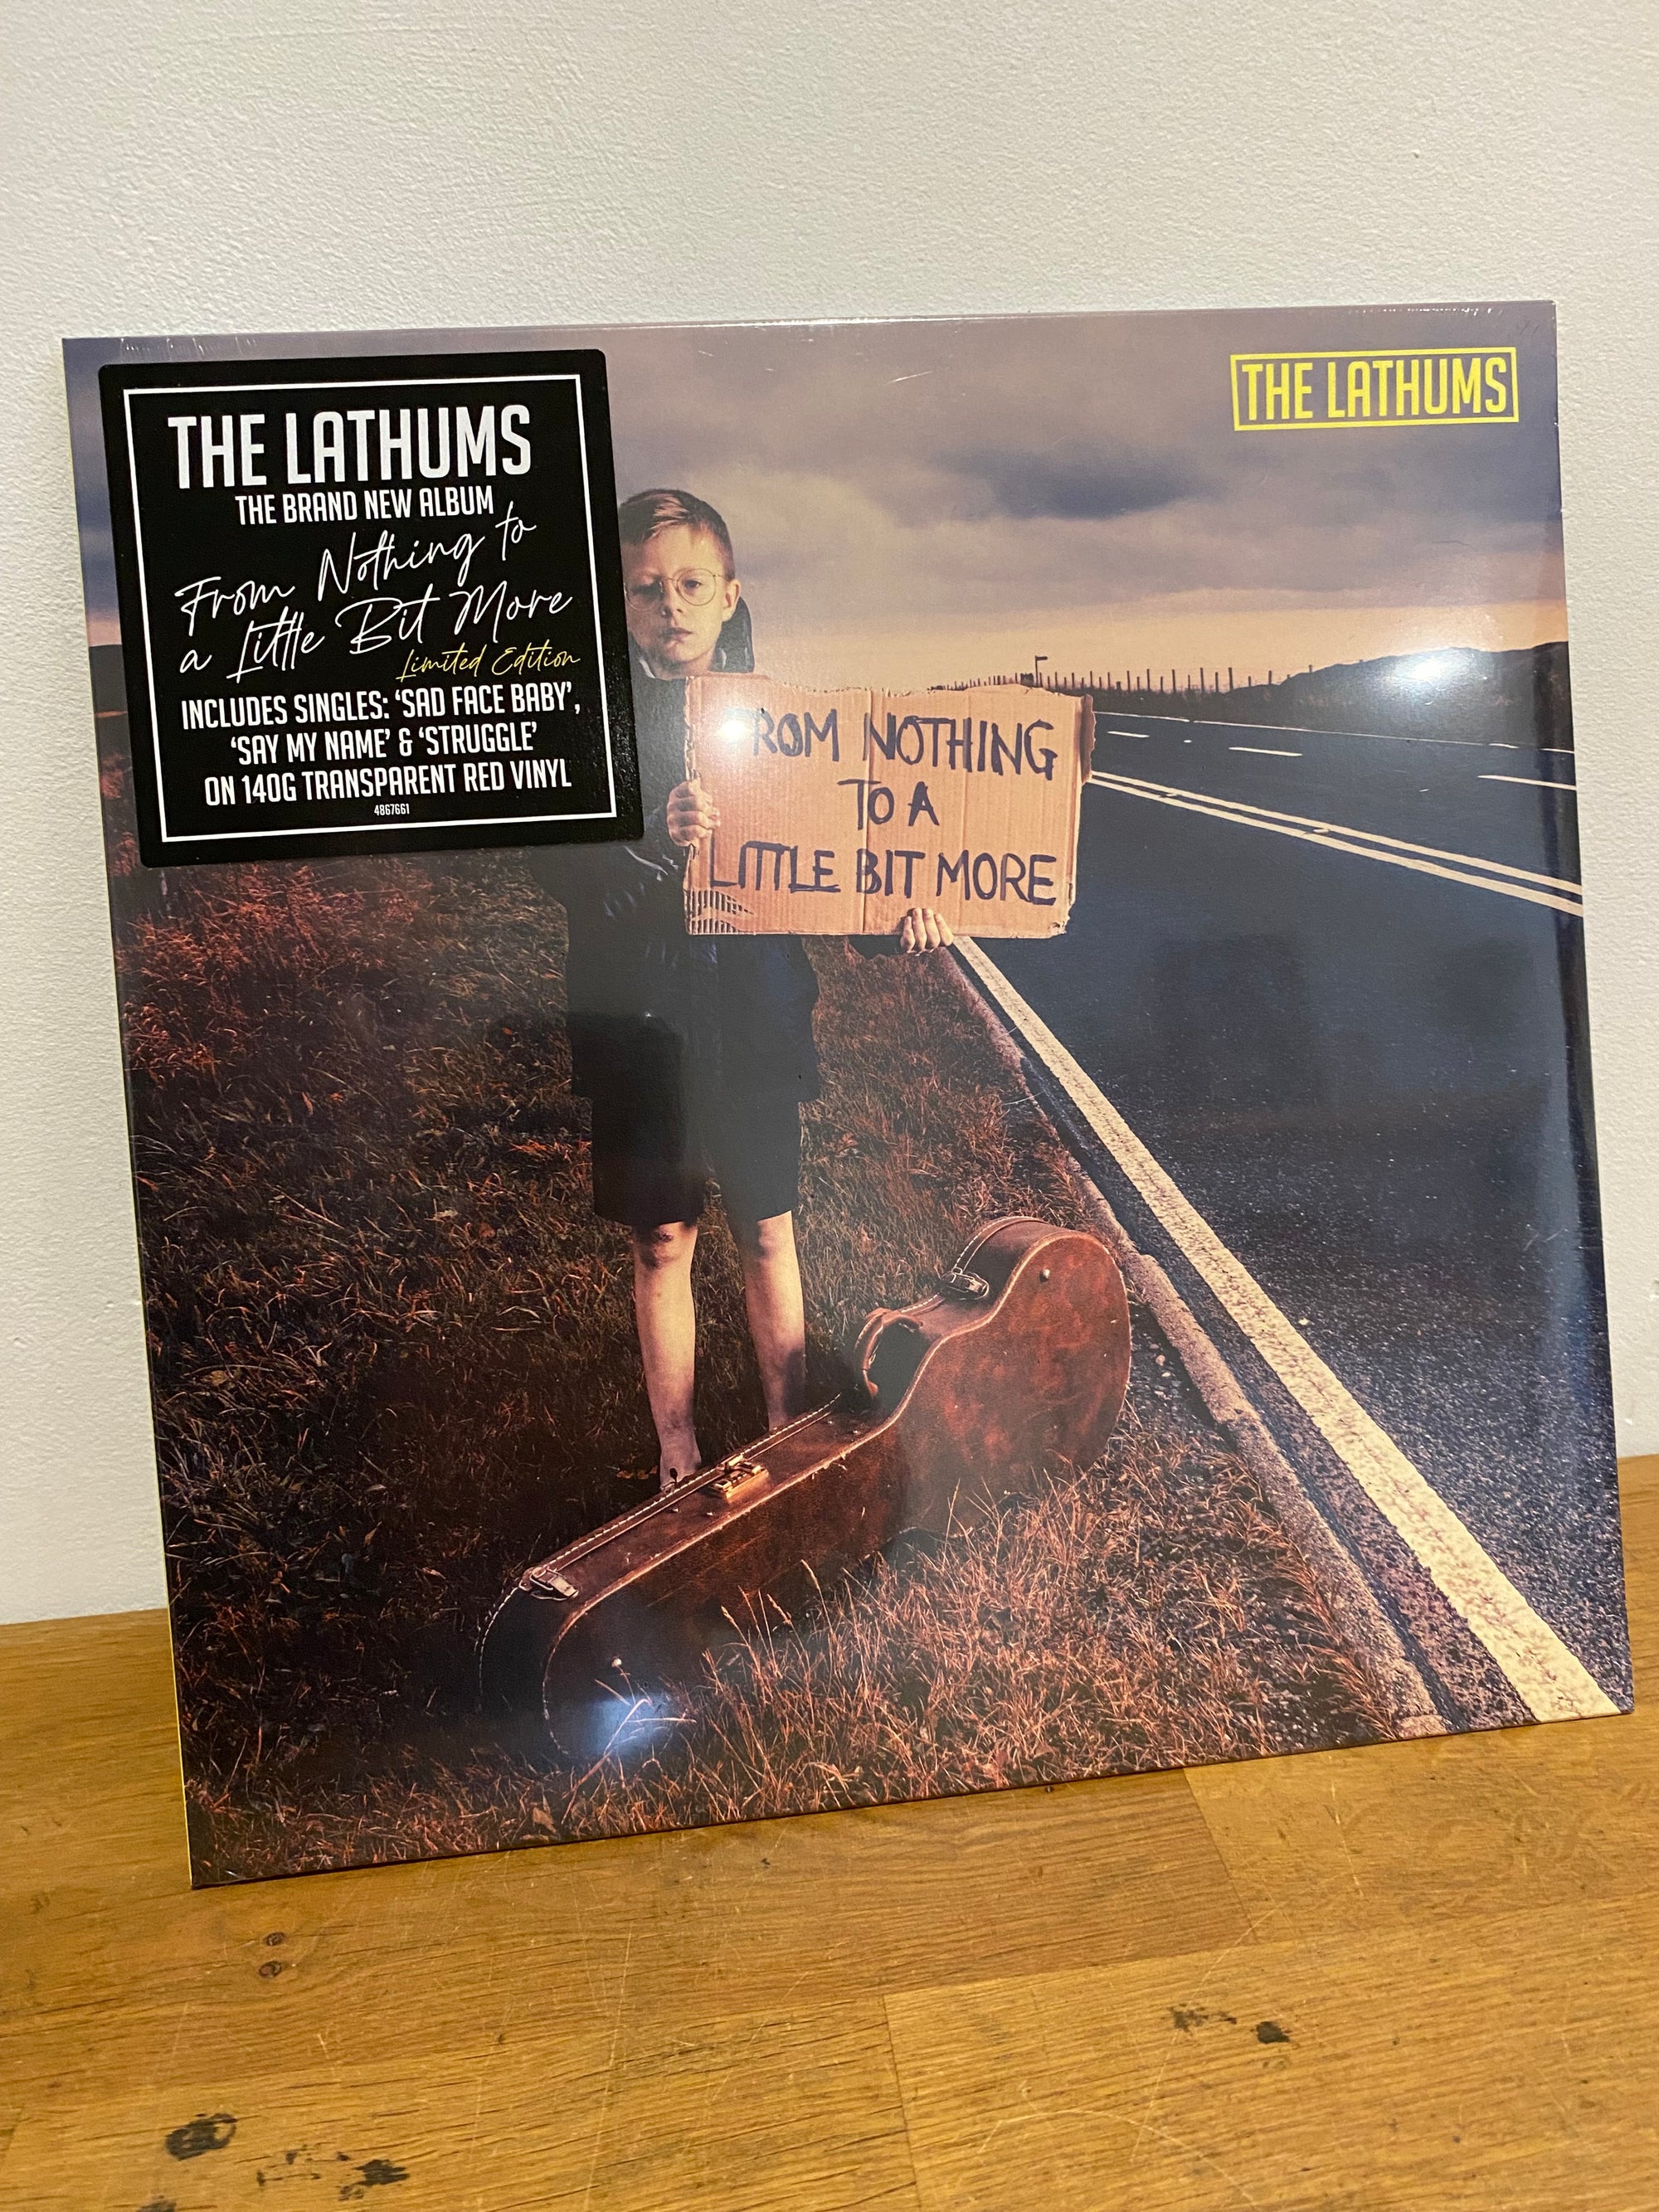 THE LATHUMS
THE BRAND NEW ALBUM
From Nothing to
a Little Bit More
Limited Edition
INCLUDES SINGLES: ‘SAD FACE BABY’,
‘SAY MY NAME’ & ‘STRUGGLE’
ON 140G TRANSPARENT RED VINYL
4867661
THE LATHUMS
FROM NOTHING
TO A
LITTLE BIT MORE